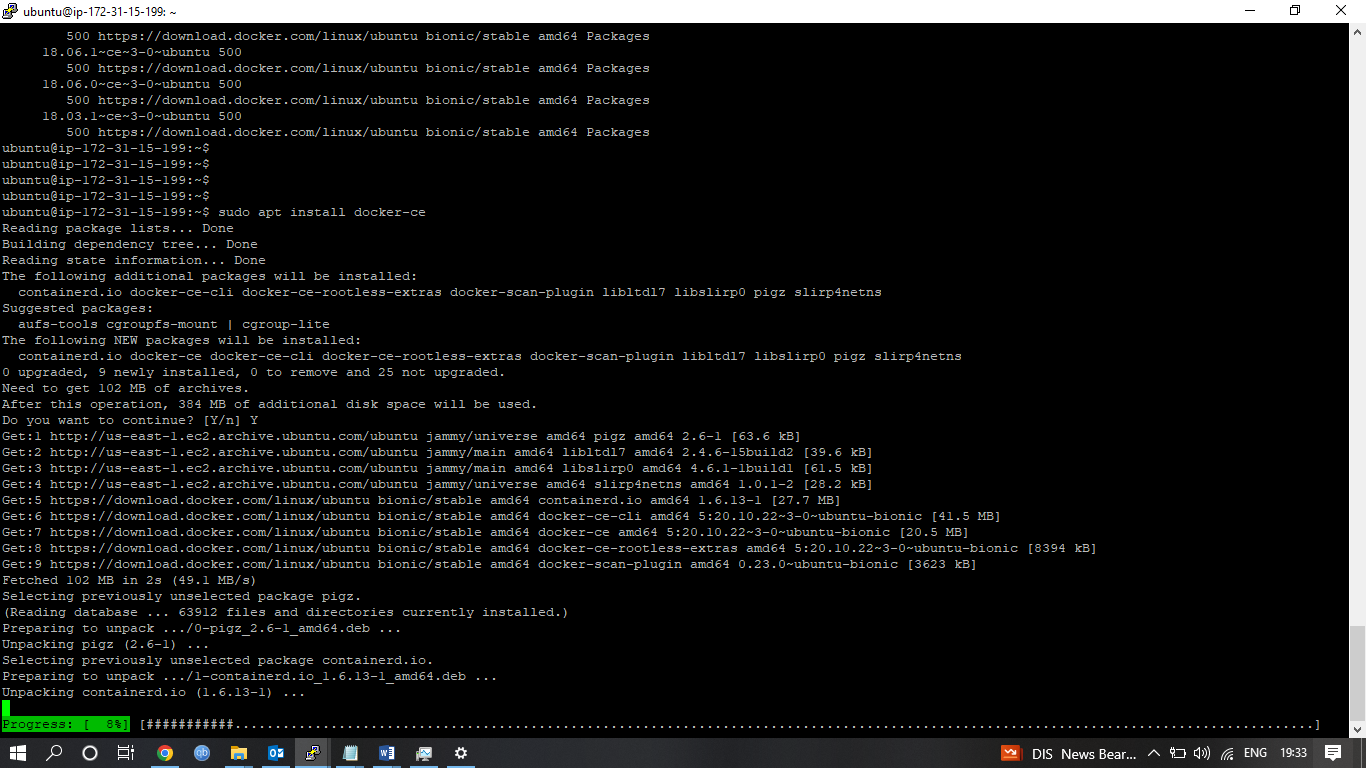 ubuntu@ip-172-31-15-199: ~
500 https://download.docker.com/linux/ubuntu bionic/stable amd64 Packages
18.06.1~ce~3-0~ubuntu 500
500 https://download.docker.com/linux/ubuntu bionic/stable amd64 Packages
18.06.0~ce~3-0~ubuntu 500
500 https://download.docker.com/linux/ubuntu bionic/stable amd64 Packages
18.03.1~ce~3-0~ubuntu 500
500 https://download.docker.com/linux/ubuntu bionic/stable amd64 Packages
ubuntu@ip-172-31-15-199:~$
ubuntu@ip-172-31-15-199:~$
ubuntu@ip-172-31-15-199:~$
ubuntu@ip-172-31-15-199:~$
ubuntu@ip-172-31-15-199:~$ sudo apt install docker-ce
Reading package lists... Done
Building dependency tree... Done
Reading state information... Done
The following additional packages will be installed:
containerd.io docker-ce-cli docker-ce-rootless-extras docker-scan-plugin libltdl7 libslirp0 pigz slirp4netns
Suggested packages:
aufs-tools cgroupfs-mount | cgroup-lite
The following NEW packages will be installed:
containerd.io docker-ce docker-ce-cli docker-ce-rootless-extras docker-scan-plugin libltdl7 libslirp0 pigz slirp4netns
0 upgraded, 9 newly installed, 0 to remove and 25 not upgraded.
Need to get 102 MB of archives.
After this operation, 384 MB of additional disk space will be used.
Do you want to continue? [Y/n] Y
Get:1 http://us-east-1.ec2.archive.ubuntu.com/ubuntu jammy/universe amd64 pigz amd64 2.6-1 [63.6 kB]
Get:2 http://us-east-1.ec2.archive.ubuntu.com/ubuntu jammy/main amd64 libltdl7 amd64 2.4.6-15build2 [39.6 kB]
Get:3 http://us-east-1.ec2.archive.ubuntu.com/ubuntu jammy/main amd64 libslirp0 amd64 4.6.1-1build1 [61.5 kB]
Get:4 http://us-east-1.ec2.archive.ubuntu.com/ubuntu jammy/universe amd64 slirp4netns amd64 1.0.1-2 [28.2 kB]
Get:5 https://download.docker.com/linux/ubuntu bionic/stable amd64 containerd.io amd64 1.6.13-1 [27.7 MB]
Get:6 https://download.docker.com/linux/ubuntu bionic/stable amd64 docker-ce-cli amd64 5:20.10.22~3-0~ubuntu-bionic [41.5 MB]
Get:7 https://download.docker.com/linux/ubuntu bionic/stable amd64 docker-ce amd64 5:20.10.22~3-0~ubuntu-bionic [20.5 MB]
Get:8 https://download.docker.com/linux/ubuntu bionic/stable amd64 docker-ce-rootless-extras amd64 5:20.10.22~3-0~ubuntu-bionic [8394 kB]
Get:9 https://download.docker.com/linux/ubuntu bionic/stable amd64 docker-scan-plugin amd64 0.23.0~ubuntu-bionic [3623 kB]
Fetched 102 MB in 2s (49.1 MB/s)
Selecting previously unselected package pigz.
(Reading database ... 63912 files and directories currently installed.)
Preparing to unpack .../0-pigz_2.6-1_amd64.deb ...
Unpacking pigz (2.6-1) ...
Selecting previously unselected package containerd.io.
Preparing to unpack .../1-containerd.io_1.6.13-1_amd64.deb ...
Unpacking containerd.io (1.6.13-1) ...
Progress: [  8%] [###########.......................................................................................................................................]
qb
DIS News Bear... ENG 19:33